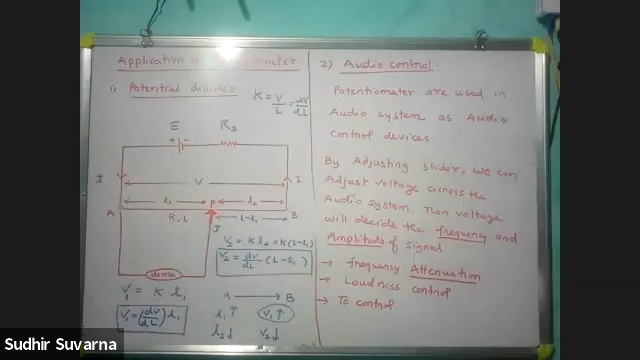 Application meter
1) Potential divider
K = V/L = dV/dL
E
Rs
+ -
I
V
I
l1
P
l2
A
R.L
L-l1
B
J
V2 = K l2 = K(L-l1)
V2 = dV/dL (L-l1)
device
V1 = K l1
V1 = (dV/dL) l1
B
l1 ↑
V1 ↑
l2 ↓
V2 ↓
2) Audio control
Potentiometer are used in
Audio system as Audio
control devices.
By Adjusting slider, we can
Adjust voltage across the
Audio system. Then voltage
will decide the frequency and
Amplitude of signal
→ frequency Attenuation
→ Loudness control
→ To control
Sudhir Suvarna